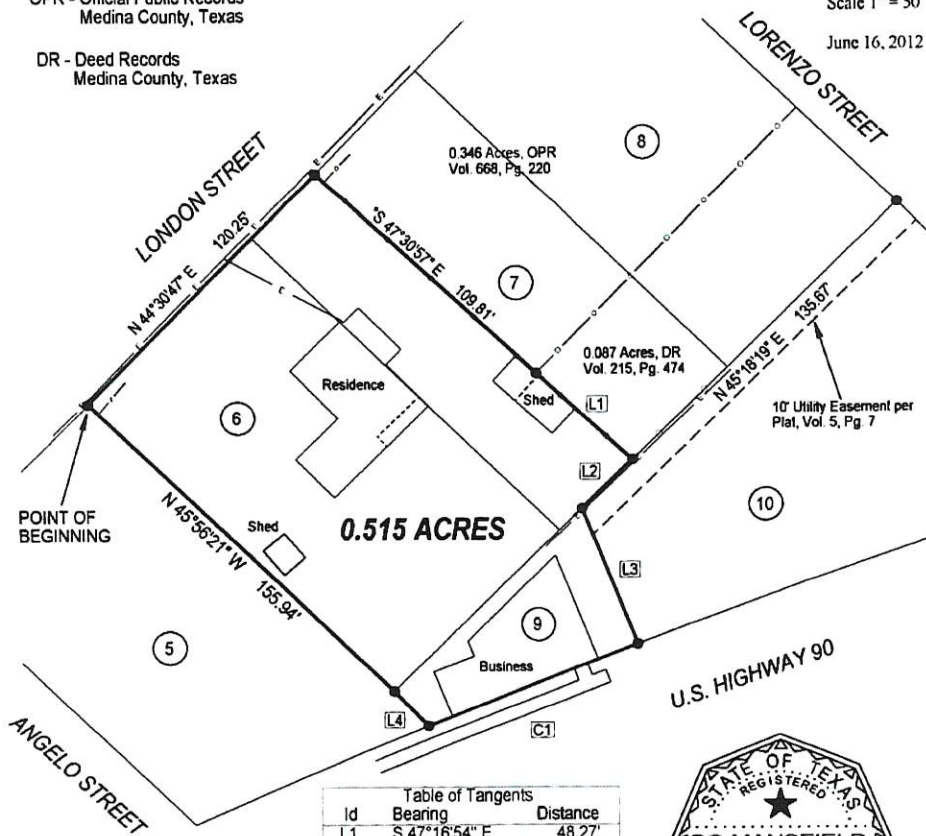 OPR - Official Public Records
Medina County, Texas
DR - Deed Records
Medina County, Texas
Scale 1" = 50'
June 16, 2012
LORENZO STREET
LONDON STREET
8
0.346 Acres, OPR
Vol. 668, Pg. 220
N 44°30'47" E 120.25'
*S 47°30'57" E 109.81'
7
N 45°18'19" E 135.67'
0.087 Acres, DR
Vol. 215, Pg. 474
Residence
Shed
L1
10' Utility Easement per
Plat, Vol. 5, Pg. 7
6
L2
POINT OF
BEGINNING
N 45°56'21" W 155.94'
Shed
0.515 ACRES
10
L3
5
9
Business
U.S. HIGHWAY 90
L4
C1
ANGELO STREET
Table of Tangents
Id Bearing Distance
L1 S 47°16'54" E 48.27'
STATE OF TEXAS
REGISTERED